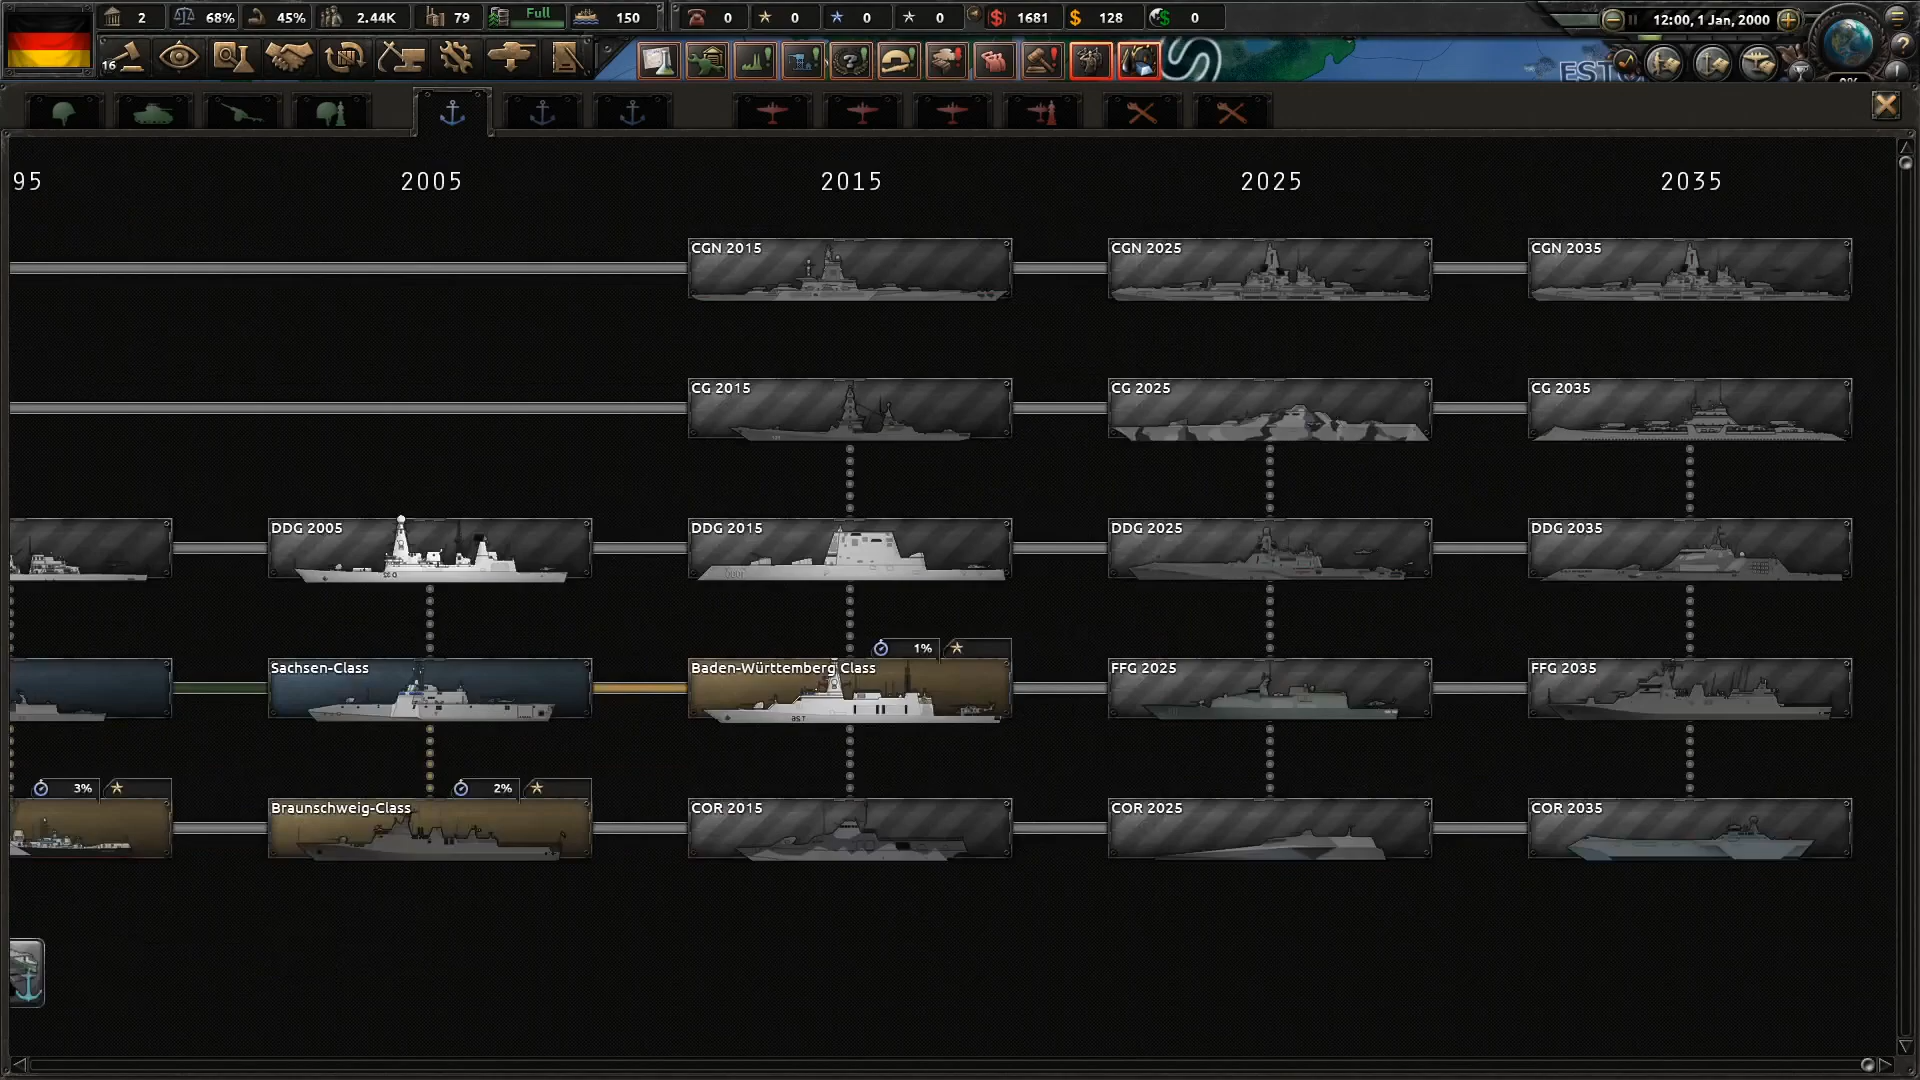 2 68% 45% 2.44K 79 Full 150 0 0 0 0 1681 128 0 12:00, 1 Jan, 2000
16
EST
0%
95 2005 2015 2025 2035
CGN 2015 CGN 2025 CGN 2035
CG 2015 CG 2025 CG 2035
DDG 2005 DDG 2015 DDG 2025 DDG 2035
1%
Sachsen-Class Baden-Württemberg Class FFG 2025 FFG 2035
3% 2%
Braunschweig-Class COR 2015 COR 2025 COR 2035